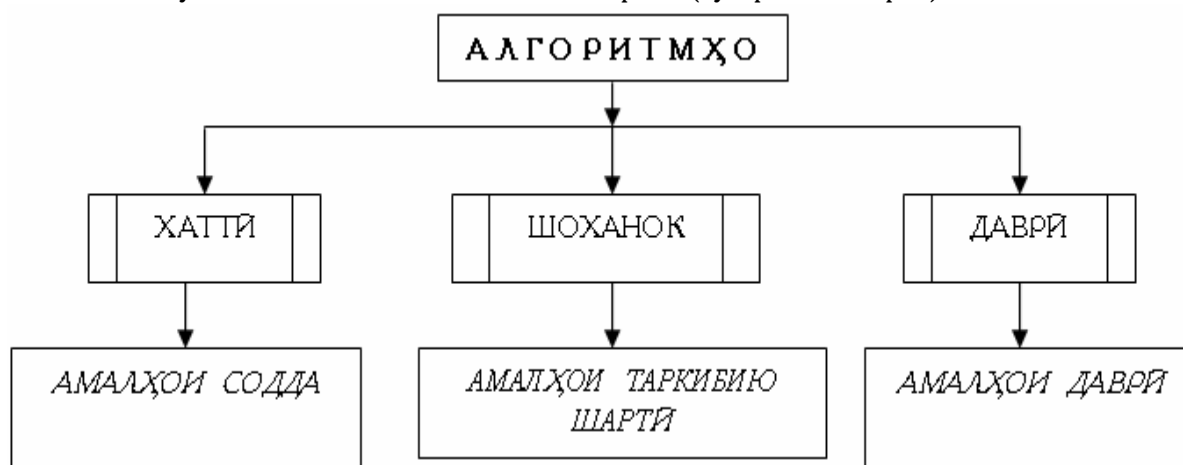 АЛГОРИТМҲО
ХАТТӢ ШОХАНОК ДАВРӢ
АМАЛҲОИ СОДДА
АМАЛҲОИ ТАРКИБИЮ
ШАРТӢ
АМАЛҲОИ ДАВРӢ